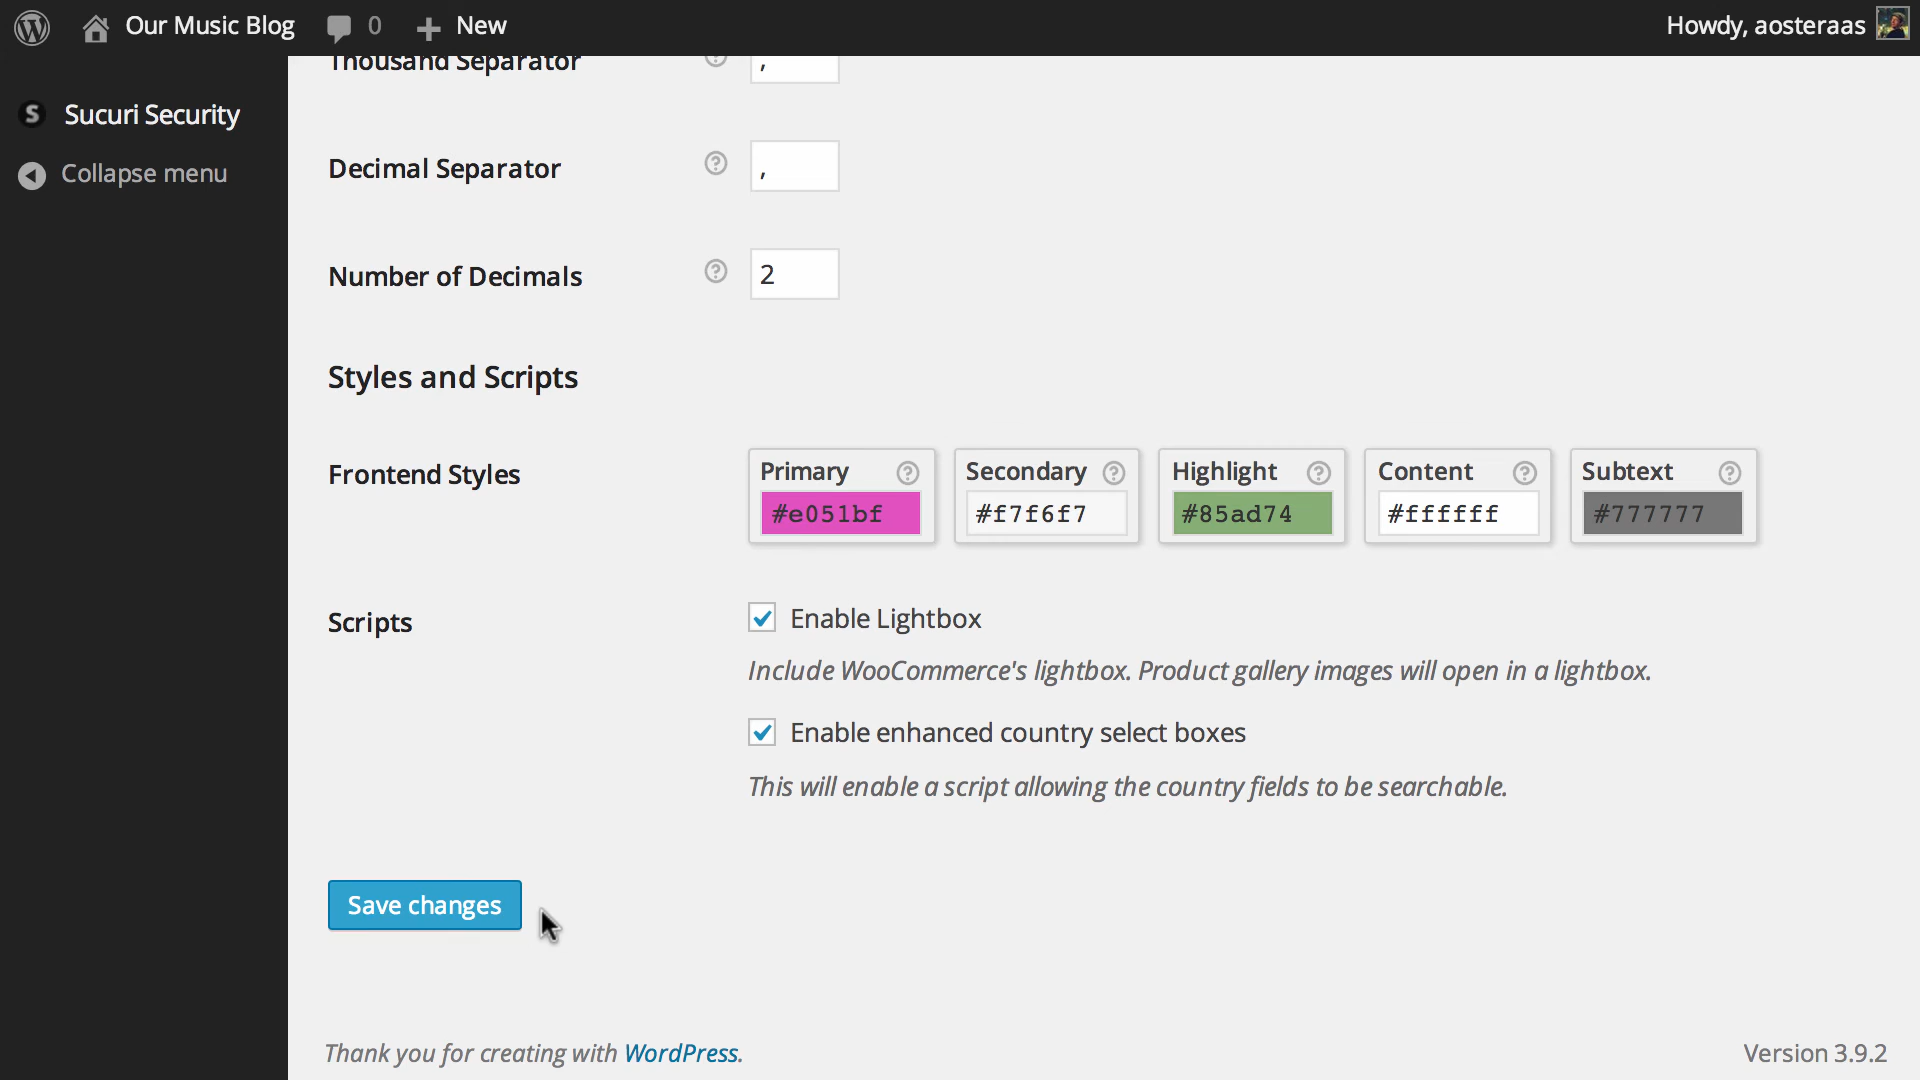 Our Music Blog 0 New Howdy, aosteraas
Thousand Separator ,
Sucuri Security
Collapse menu
Decimal Separator ,
Number of Decimals 2
Styles and Scripts
Frontend Styles
Primary Secondary Highlight Content Subtext
#e051bf #f7f6f7 #85ad74 #ffffff #777777
Scripts
Enable Lightbox
Include WooCommerce's lightbox. Product gallery images will open in a lightbox.
Enable enhanced country select boxes
This will enable a script allowing the country fields to be searchable.
Save changes
Thank you for creating with WordPress. Version 3.9.2